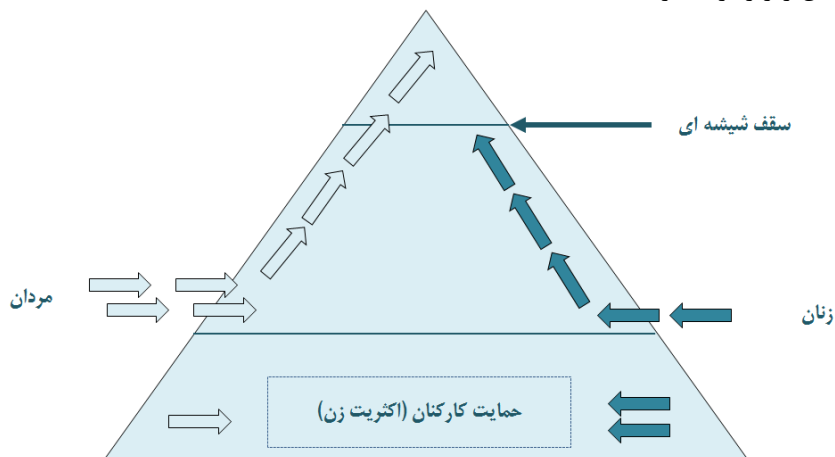 سقف شیشه ای
مردان
زنان
حمایت کارکنان (اکثریت زن)